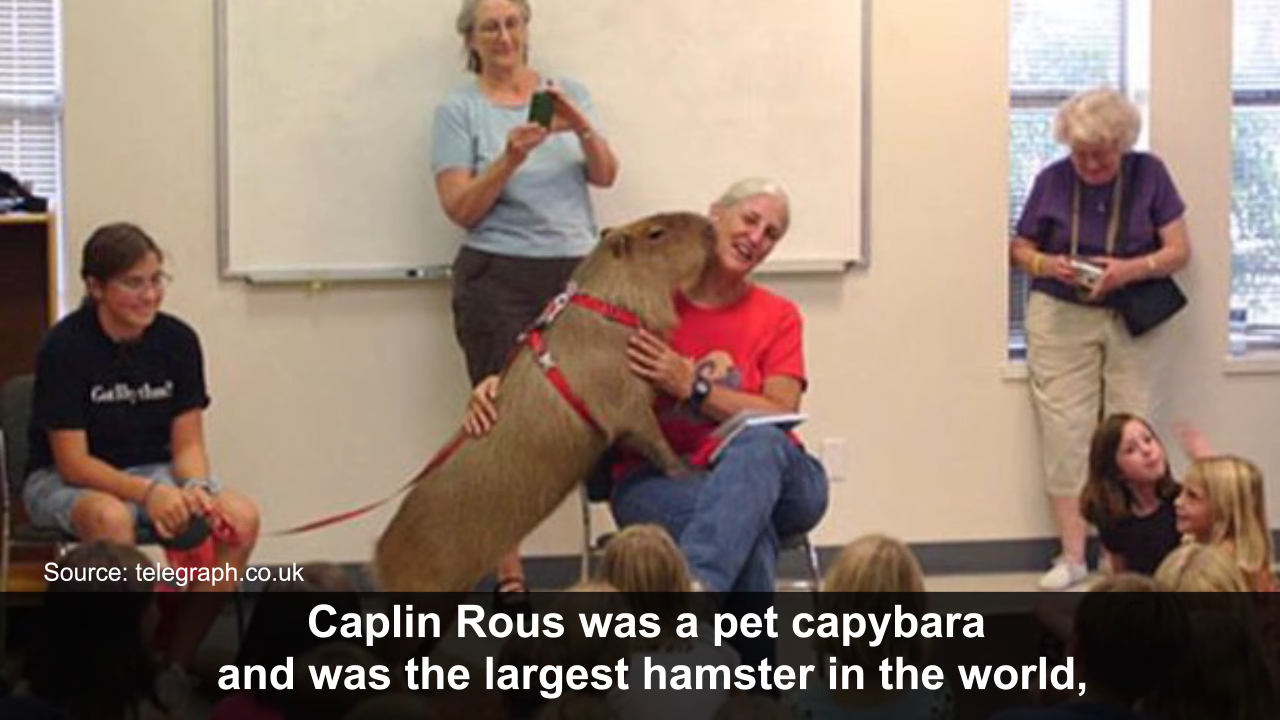 Source: telegraph.co.uk
Caplin Rous was a pet capybara
and was the largest hamster in the world,